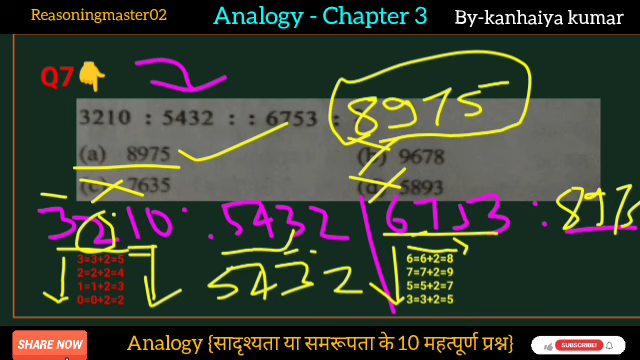 Reasoningmaster02 Analogy - Chapter 3 By-kanhaiya kumar
Q7👇
3210 : 5432 : : 6753 : 8975
(a) 8975 (b) 9678
(c) 7635 (d) 5893
3210 : 5432 6753 : 8975
3=3+2=5
2=2+2=4
1=1+2=3
0=0+2=2
5432
6=6+2=8
7=7+2=9
5=5+2=7
3=3+2=5
SHARE NOW Analogy {सादृश्यता या समरूपता के 10 महत्पूर्ण प्रश्न} SUBSCRIBE